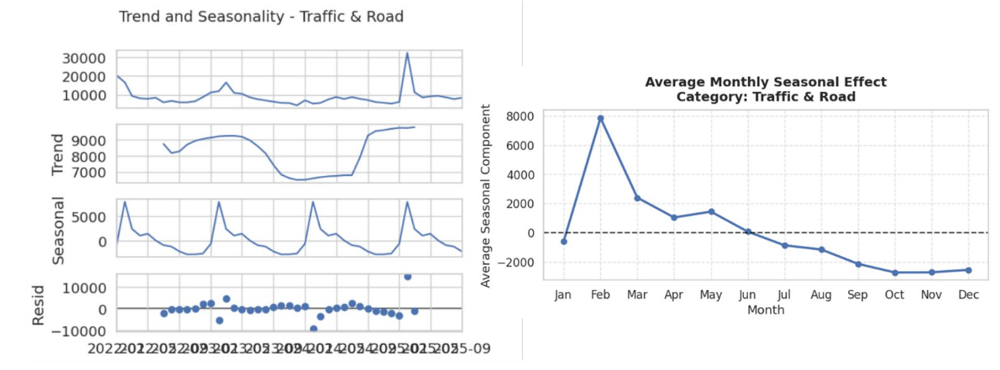 Trend and Seasonality - Traffic & Road
30000
20000
10000
Trend
9000
8000
7000
Seasonal
5000
0
Resid
10000
0
−10000
Average Monthly Seasonal Effect
Category: Traffic & Road
Average Seasonal Component
8000
6000
4000
2000
0
−2000
Jan Feb Mar Apr May Jun Jul Aug Sep Oct Nov Dec
Month